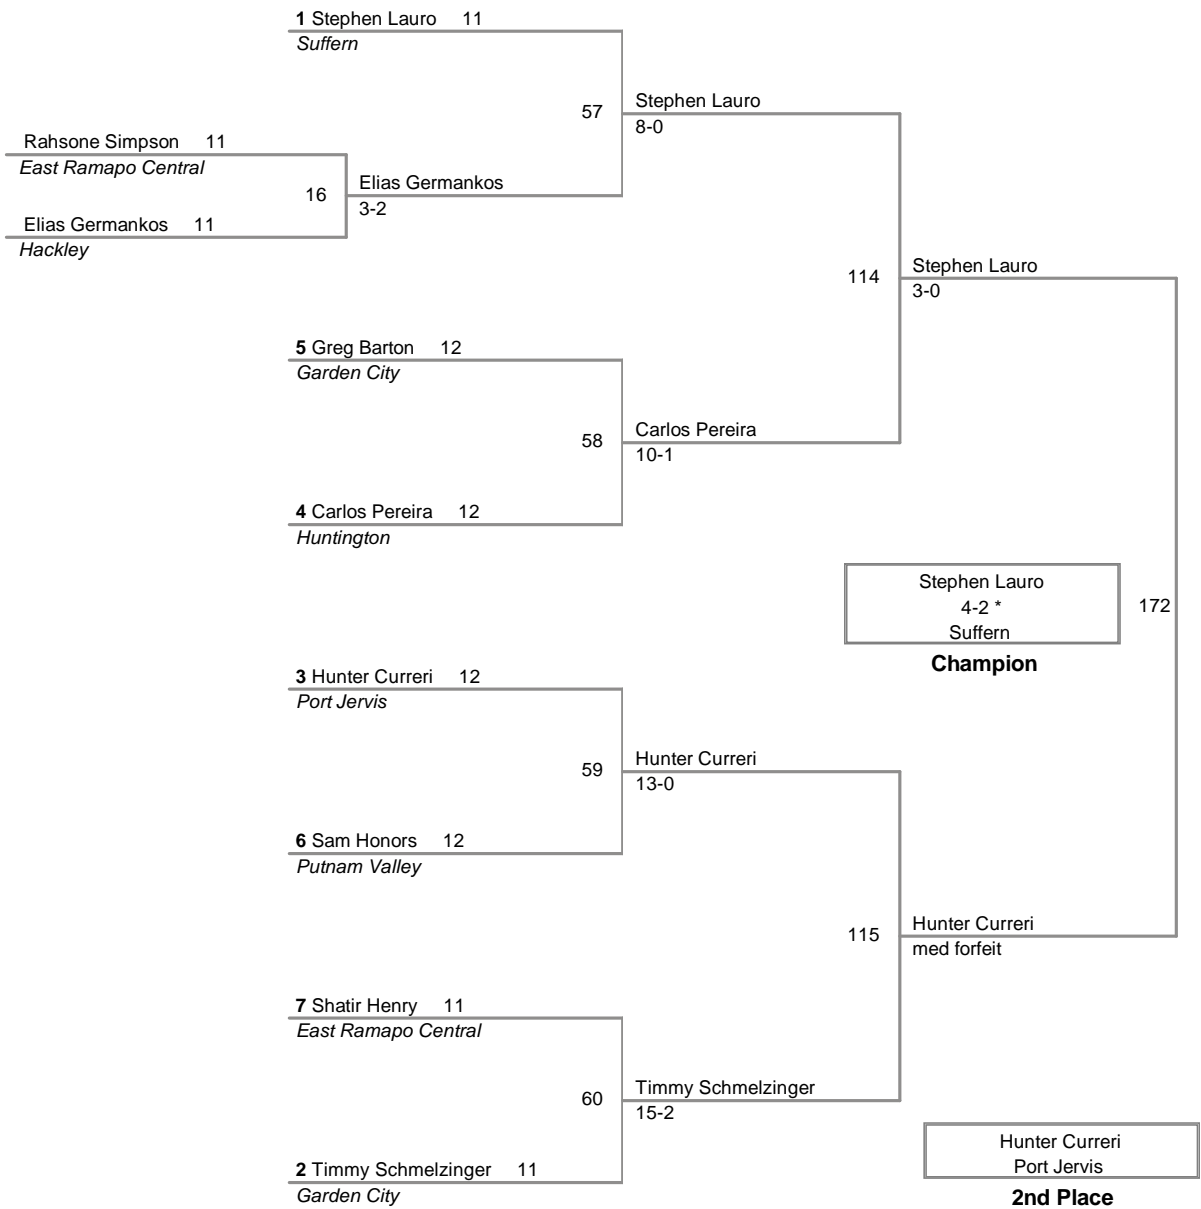 1 Stephen Lauro 11
Suffern
57
Stephen Lauro
8-0
Rahsone Simpson 11
East Ramapo Central
16
Elias Germankos
3-2
Elias Germankos 11
Hackley
114
Stephen Lauro
3-0
5 Greg Barton 12
Garden City
58
Carlos Pereira
10-1
4 Carlos Pereira 12
Huntington
Stephen Lauro
4-2 *
Suffern
Champion
172
3 Hunter Curreri 12
Port Jervis
59
Hunter Curreri
13-0
6 Sam Honors 12
Putnam Valley
115
Hunter Curreri
med forfeit
7 Shatir Henry 11
East Ramapo Central
60
Timmy Schmelzinger
15-2
2 Timmy Schmelzinger 11
Garden City
Hunter Curreri
Port Jervis
2nd Place